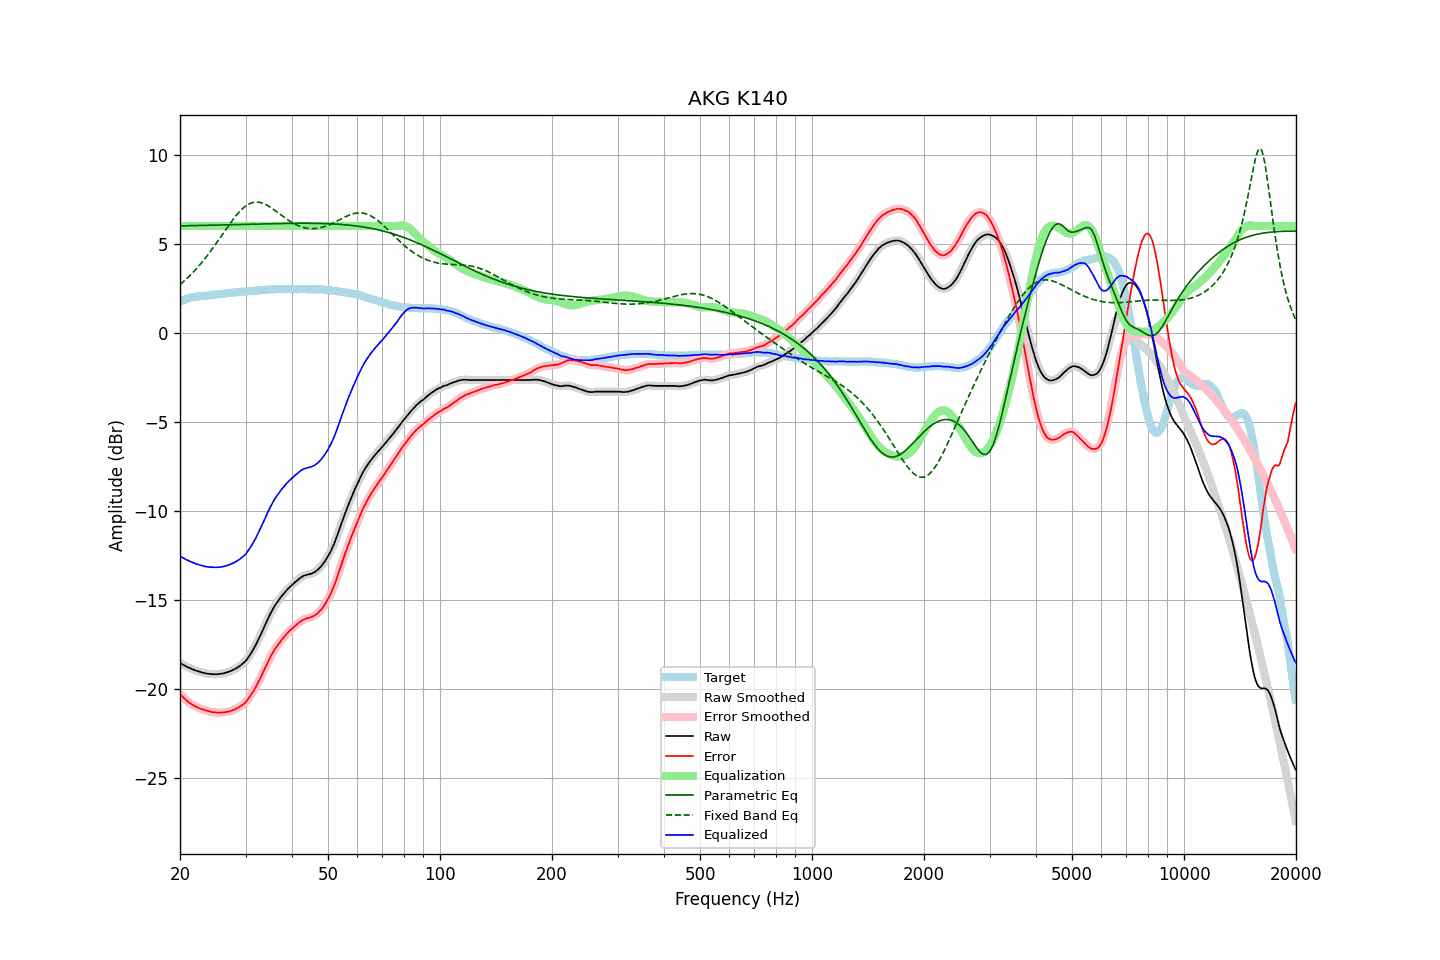 AKG K140
Amplitude (dBr)
10
5
0
−5
−10
−15
−20
−25
Target
Raw Smoothed
Error Smoothed
Raw
Error
Equalization
Parametric Eq
Fixed Band Eq
Equalized
20 50 100 200 500 1000 2000 5000 10000 20000
Frequency (Hz)